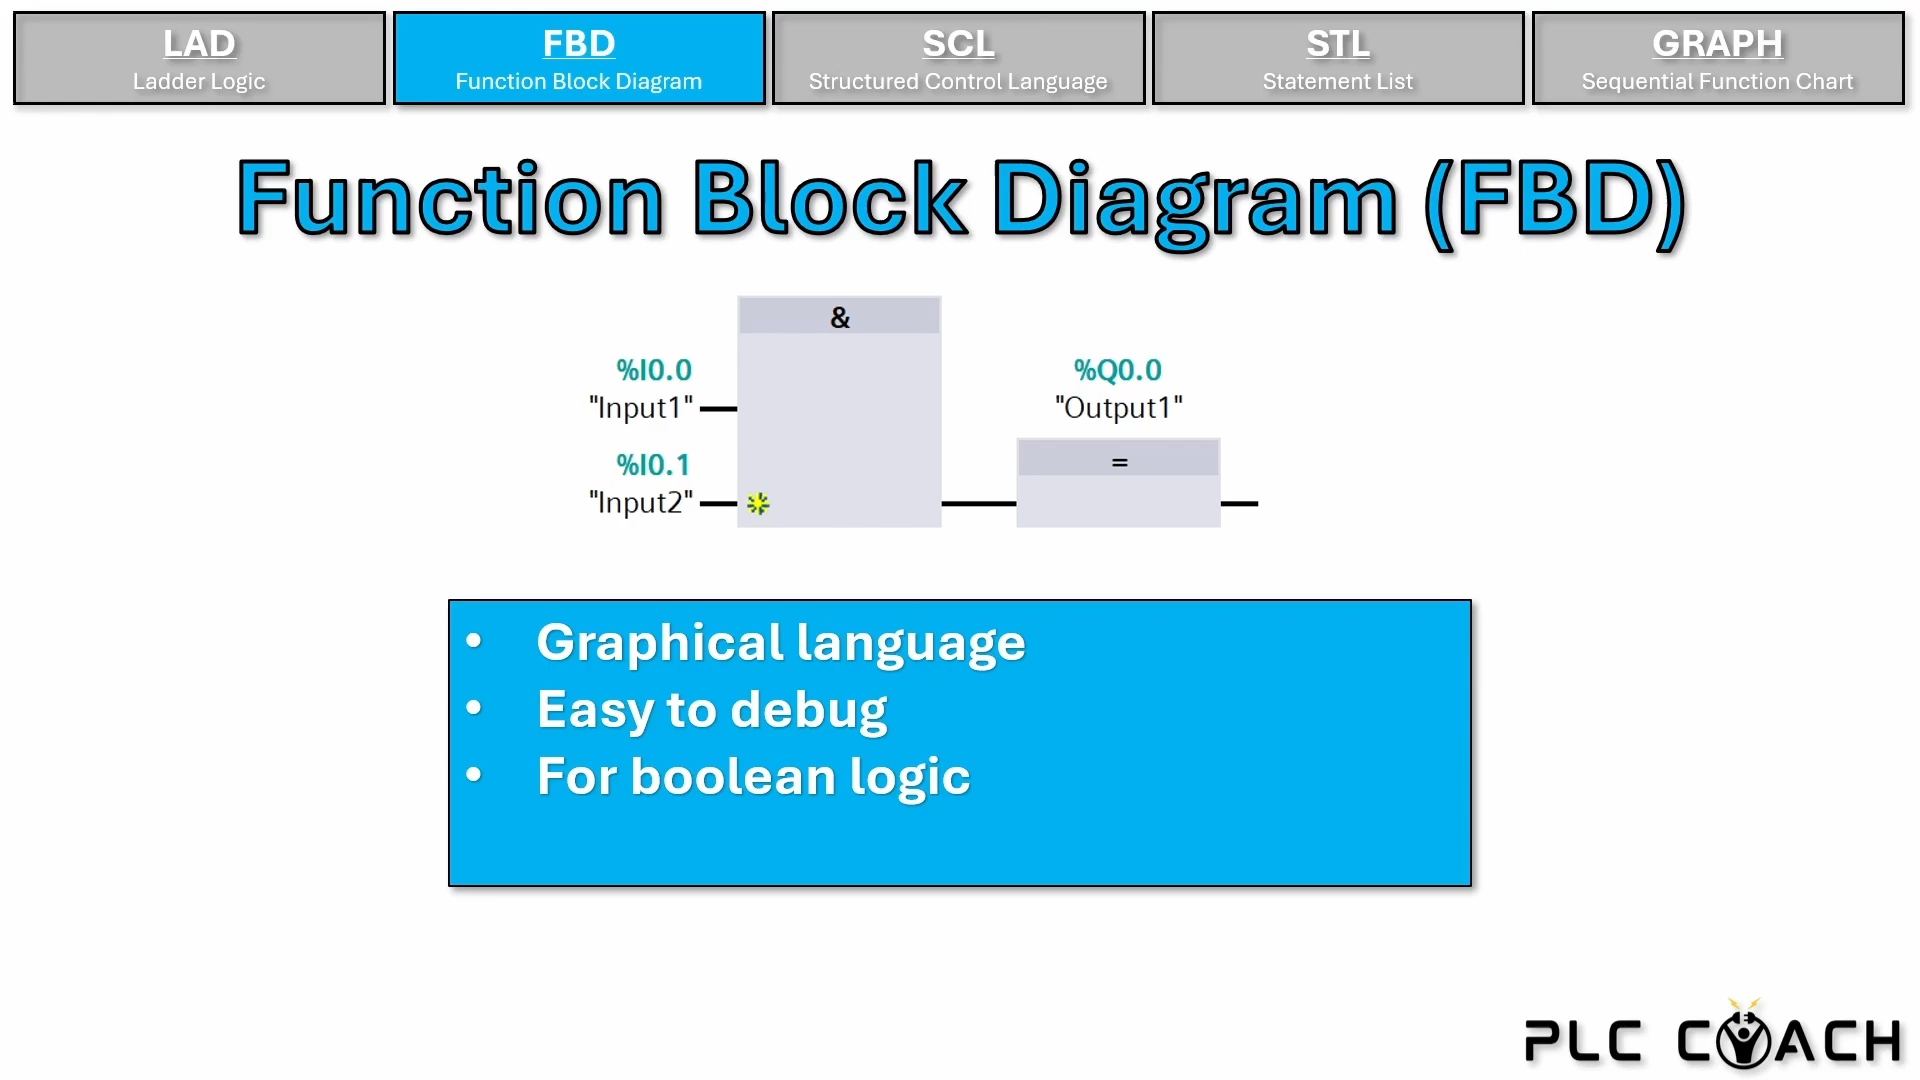 LAD
Ladder Logic
FBD
Function Block Diagram
SCL
Structured Control Language
STL
Statement List
GRAPH
Sequential Function Chart
Function Block Diagram (FBD)
&
%I0.0
"Input1"
%I0.1
"Input2"
%Q0.0
"Output1"
=
• Graphical language
• Easy to debug
• For boolean logic
PLC COACH